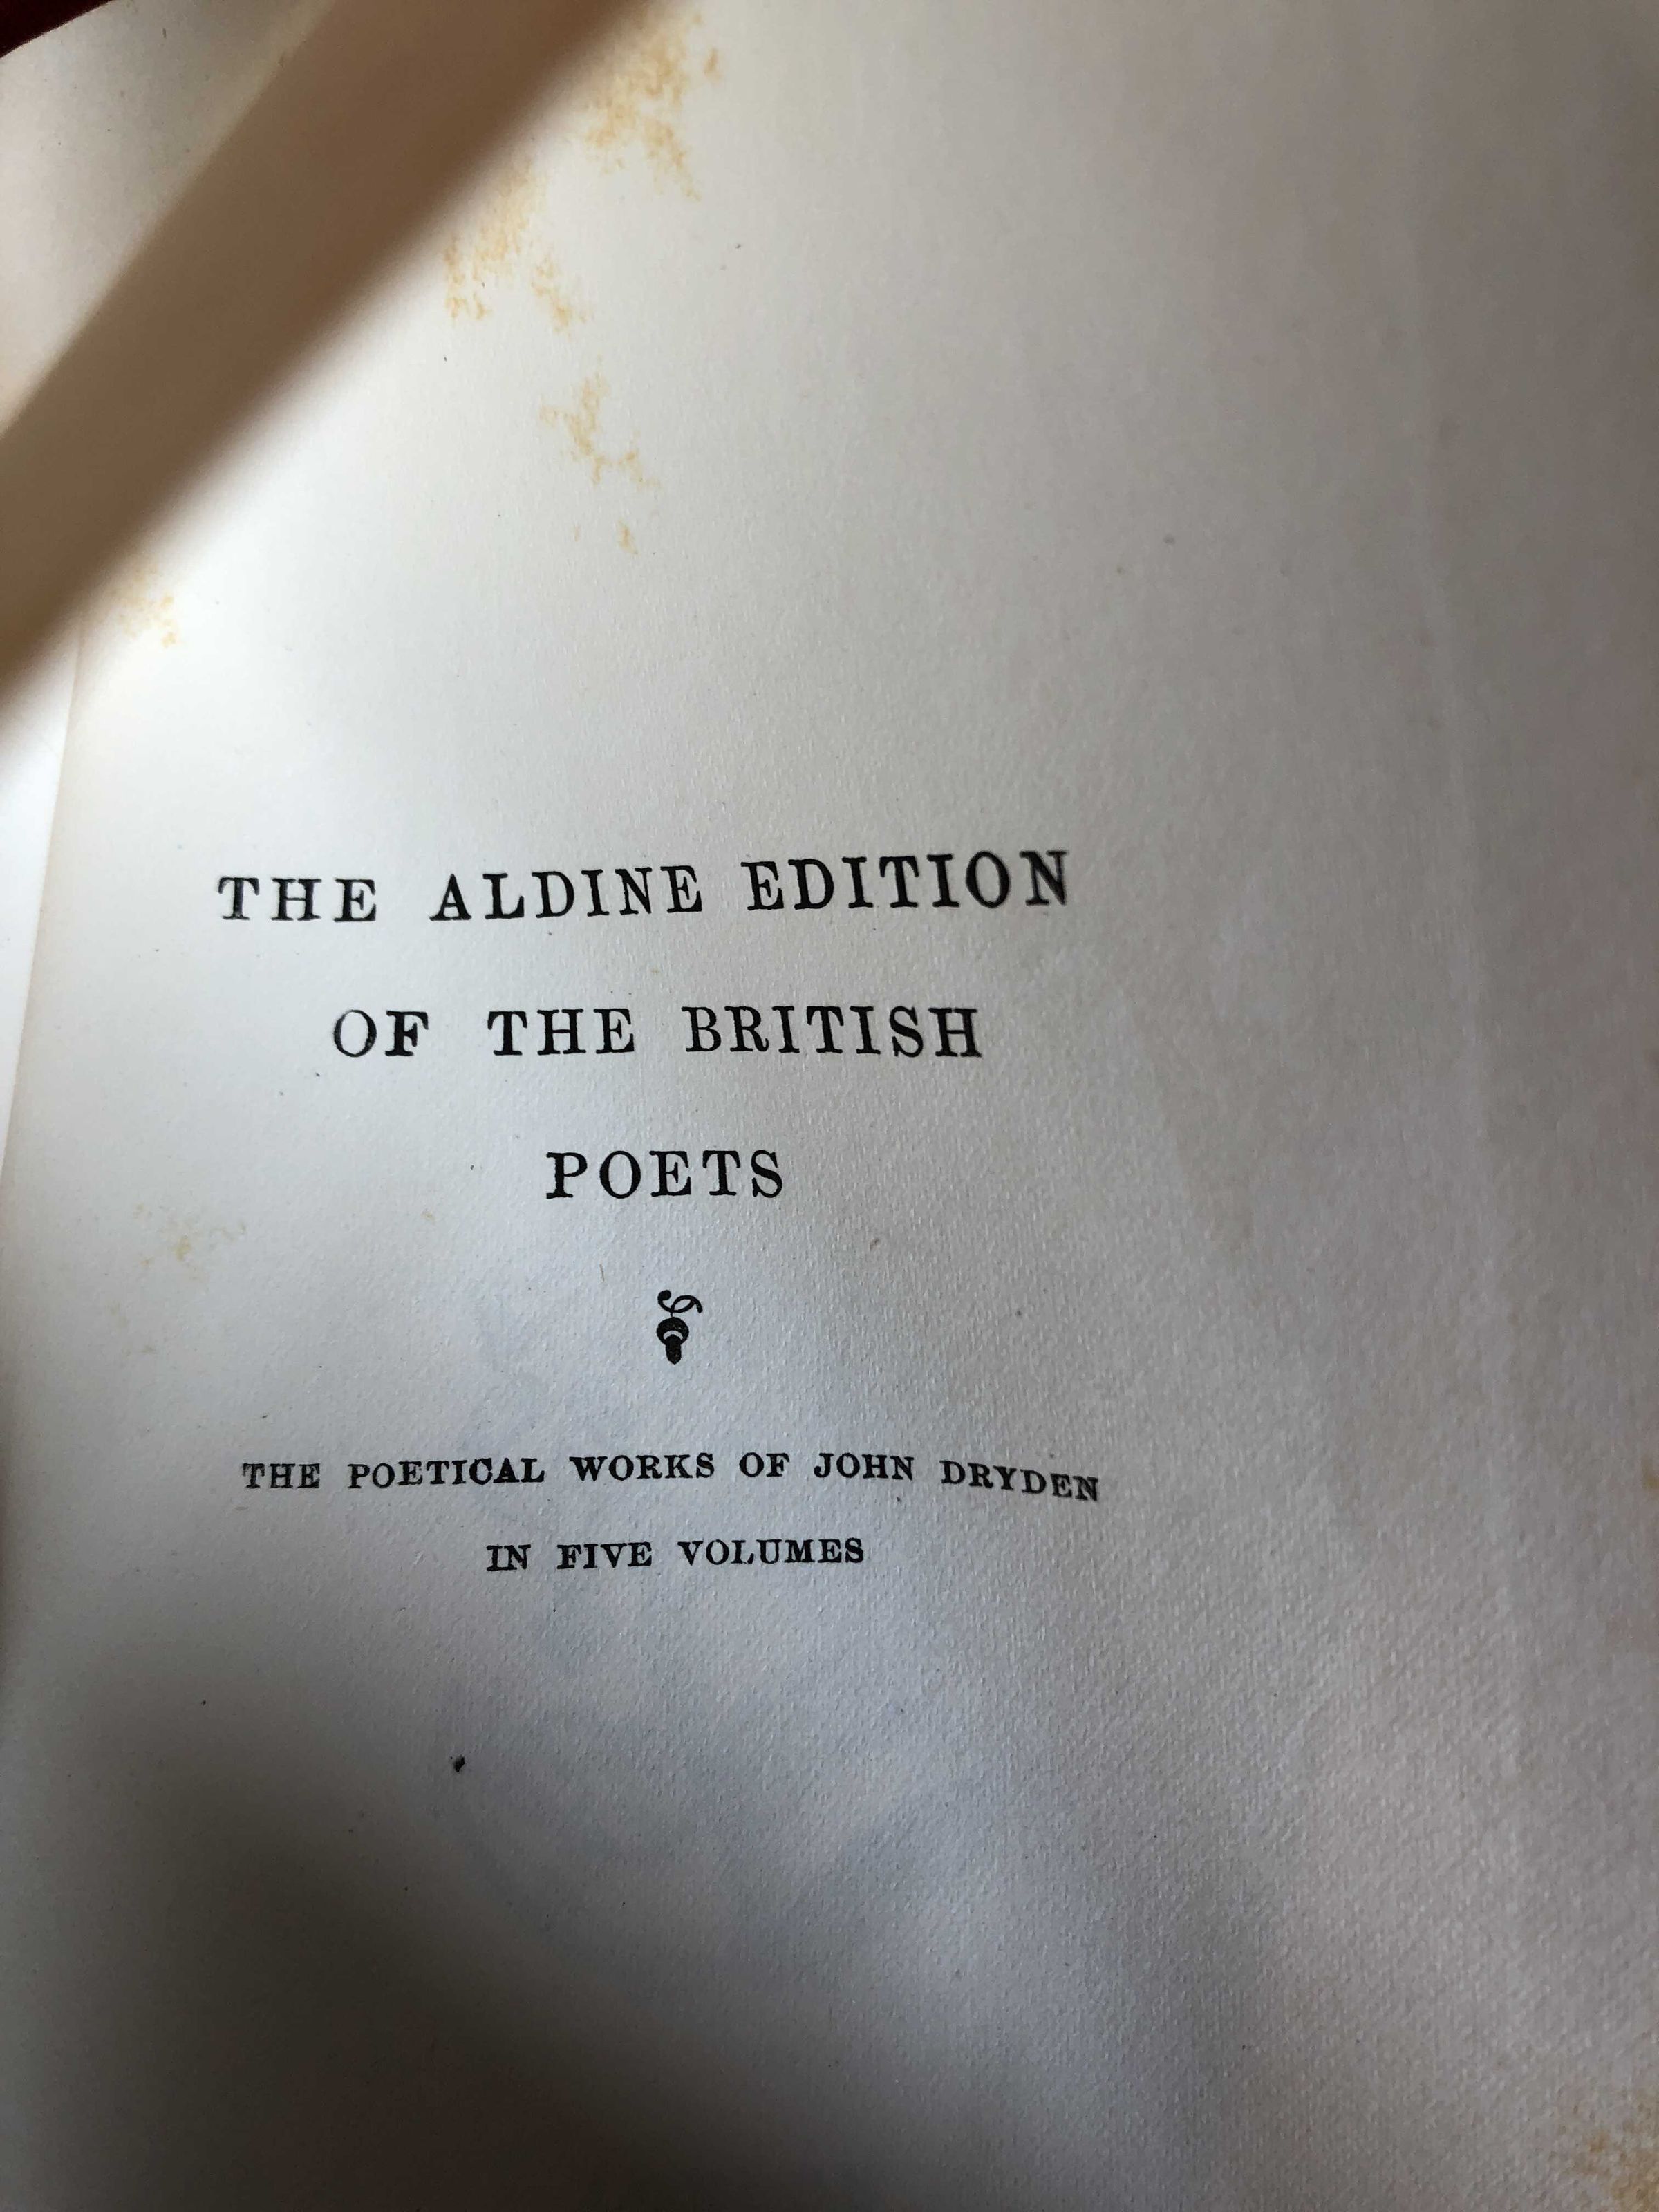 THE ALDINE EDITION
OF THE BRITISH
POETS
THE POETICAL WORKS OF JOHN DRYDEN
IN FIVE VOLUMES